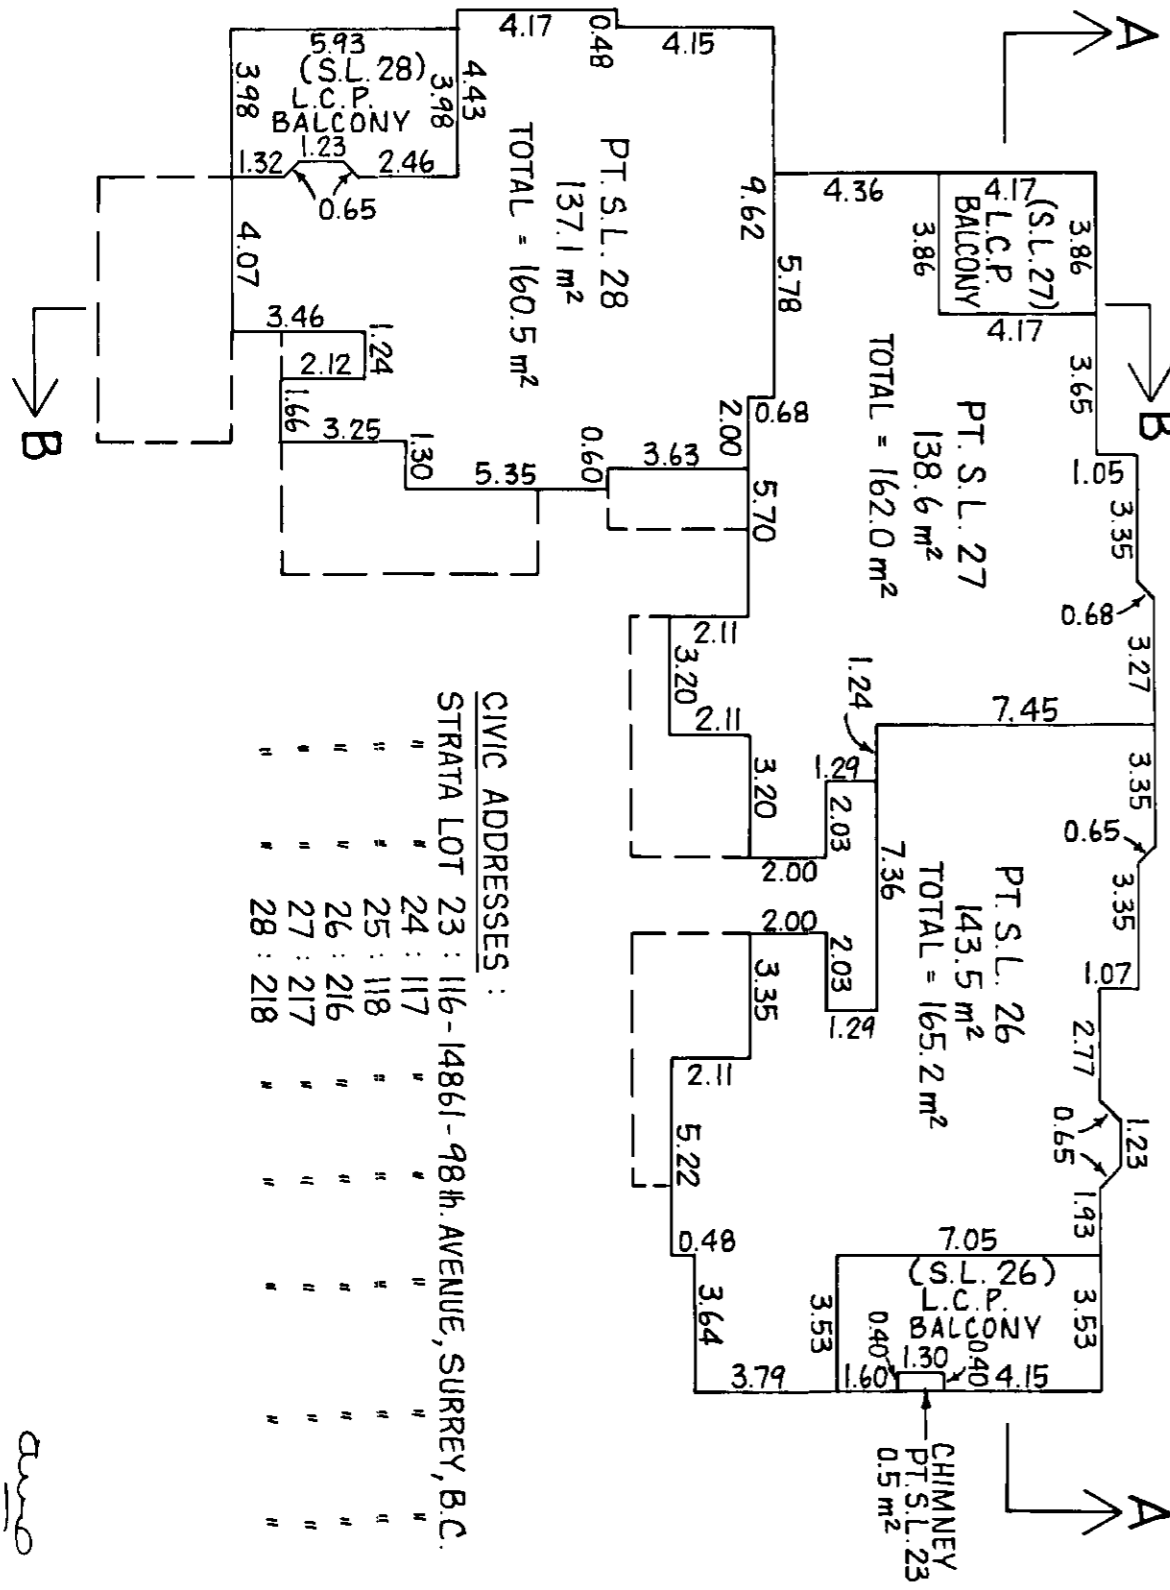 A
A
B
B
4.17
0.48
4.15
5.93
(S.L. 28)
L.C.P.
BALCONY
3.98
3.98
4.43
1.32
1.23
2.46
0.65
4.07
3.46
1.24
2.12
1.66
3.25
1.30
5.35
0.60
3.63
2.00
0.68
5.78
9.62
5.70
PT. S.L. 28
137.1 m²
TOTAL = 160.5 m²
4.36
4.17
(S.L. 27)
L.C.P.
BALCONY
3.86
3.86
4.17
3.65
1.05
3.35
0.68
3.27
PT. S.L. 27
138.6 m²
TOTAL = 162.0 m²
2.11
3.20
2.11
3.20
2.00
2.03
1.29
1.24
7.45
7.36
3.35
0.65
3.35
1.07
2.77
1.23
0.65
1.93
PT. S.L. 26
143.5 m²
TOTAL = 165.2 m²
2.00
2.03
1.29
3.35
2.11
5.22
0.48
3.64
3.79
7.05
(S.L. 26)
L.C.P.
BALCONY
3.53
3.53
0.40
1.30
0.40
1.60
4.15
CHIMNEY
PT. S.L. 23
0.5 m²
CIVIC ADDRESSES :
STRATA LOT 23 : 116-14861-98th. AVENUE, SURREY, B.C.
" " 24 : 117 " " " " "
" " 25 : 118 " " " " "
" " 26 : 216 " " " " "
" " 27 : 217 " " " " "
" " 28 : 218 " " " " "